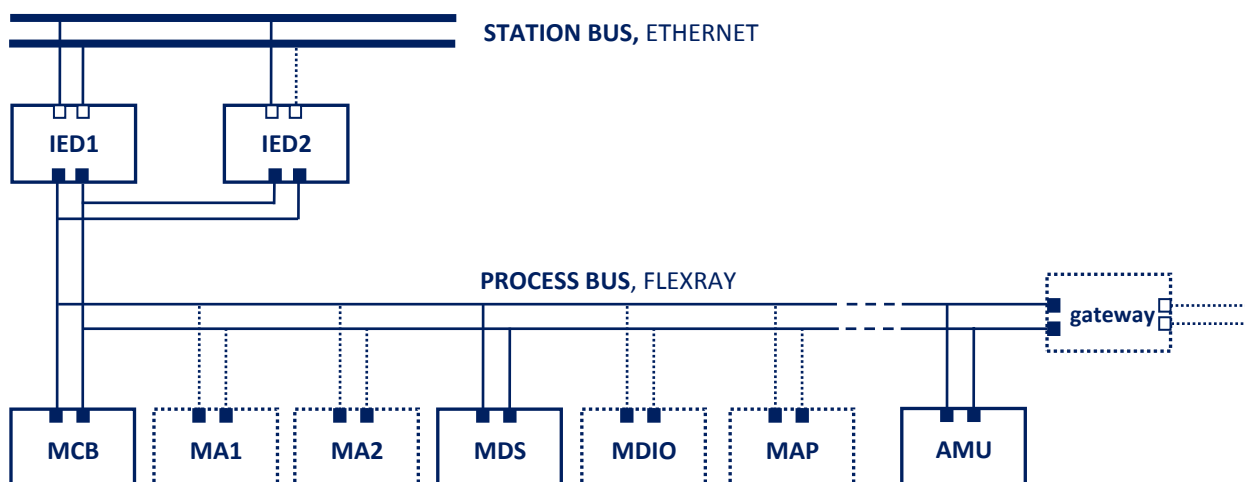 STATION BUS, ETHERNET
IED1
IED2
PROCESS BUS, FLEXRAY
gateway
MCB
MA1
MA2
MDS
MDIO
MAP
AMU